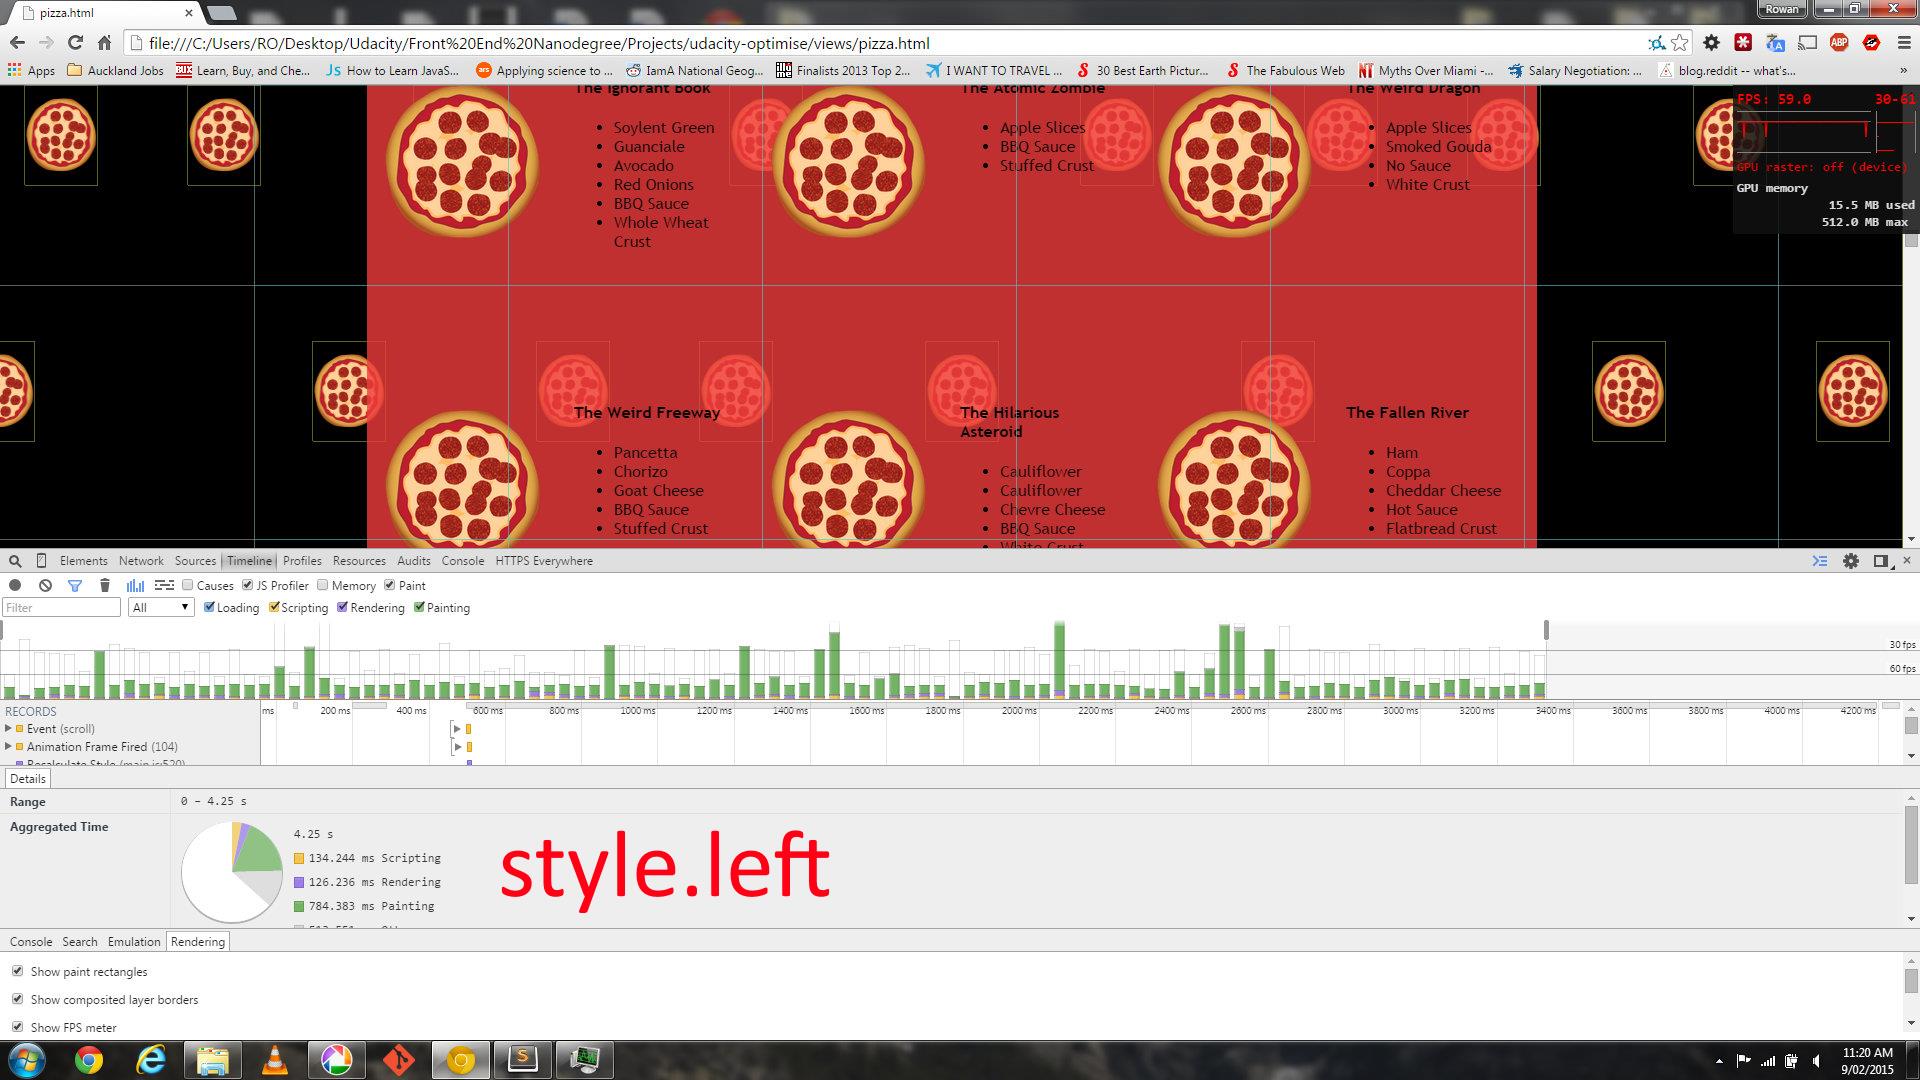 pizza.html
Rowan
file:///C:/Users/RO/Desktop/Udacity/Front%20End%20Nanodegree/Projects/udacity-optimise/views/pizza.html
ABP
Apps Auckland Jobs Learn, Buy, and Che... JS How to Learn JavaS... ars Applying science to ... IamA National Geog... Finalists 2013 Top 2... I WANT TO TRAVEL ... S 30 Best Earth Pictur... S The Fabulous Web NT Myths Over Miami -... Salary Negotiation: ... blog.reddit -- what's... »
The Ignorant Book
Soylent Green
Guanciale
Avocado
Red Onions
BBQ Sauce
Whole Wheat
Crust
The Atomic Zombie
Apple Slices
BBQ Sauce
Stuffed Crust
The Weird Dragon
Apple Slices
Smoked Gouda
No Sauce
White Crust
FPS: 59.0 30-61
GPU raster: off (device)
GPU memory
15.5 MB used
512.0 MB max
The Weird Freeway
Pancetta
Chorizo
Goat Cheese
BBQ Sauce
Stuffed Crust
The Hilarious
Asteroid
Cauliflower
Cauliflower
Chevre Cheese
BBQ Sauce
White Crust
The Fallen River
Ham
Coppa
Cheddar Cheese
Hot Sauce
Flatbread Crust
Elements Network Sources Timeline Profiles Resources Audits Console HTTPS Everywhere
Causes JS Profiler Memory Paint
Filter All Loading Scripting Rendering Painting
30 fps
60 fps
RECORDS
ms 200 ms 400 ms 600 ms 800 ms 1000 ms 1200 ms 1400 ms 1600 ms 1800 ms 2000 ms 2200 ms 2400 ms 2600 ms 2800 ms 3000 ms 3200 ms 3400 ms 3600 ms 3800 ms 4000 ms 4200 ms
Event (scroll)
Animation Frame Fired (104)
Recalculate Style (main.js:520)
Details
Range 0 – 4.25 s
Aggregated Time
4.25 s
134.244 ms Scripting
126.236 ms Rendering
784.383 ms Painting
style.left
Console Search Emulation Rendering
Show paint rectangles
Show composited layer borders
Show FPS meter
11:20 AM
9/02/2015